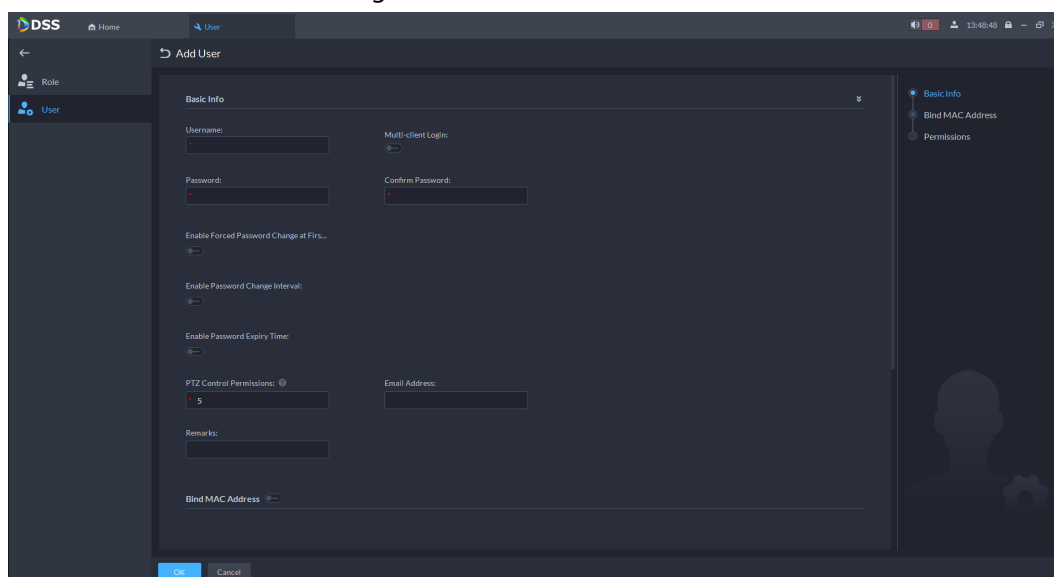 DSS
Home
User
0
13:48:48
Add User
Role
User
Basic Info
Username:
*
Multi-client Login:
Password:
*
Confirm Password:
*
Enable Forced Password Change at Firs...
Enable Password Change Interval:
Enable Password Expiry Time:
PTZ Control Permissions:
* 5
Email Address:
Remarks:
Bind MAC Address
OK
Cancel
Basic Info
Bind MAC Address
Permissions